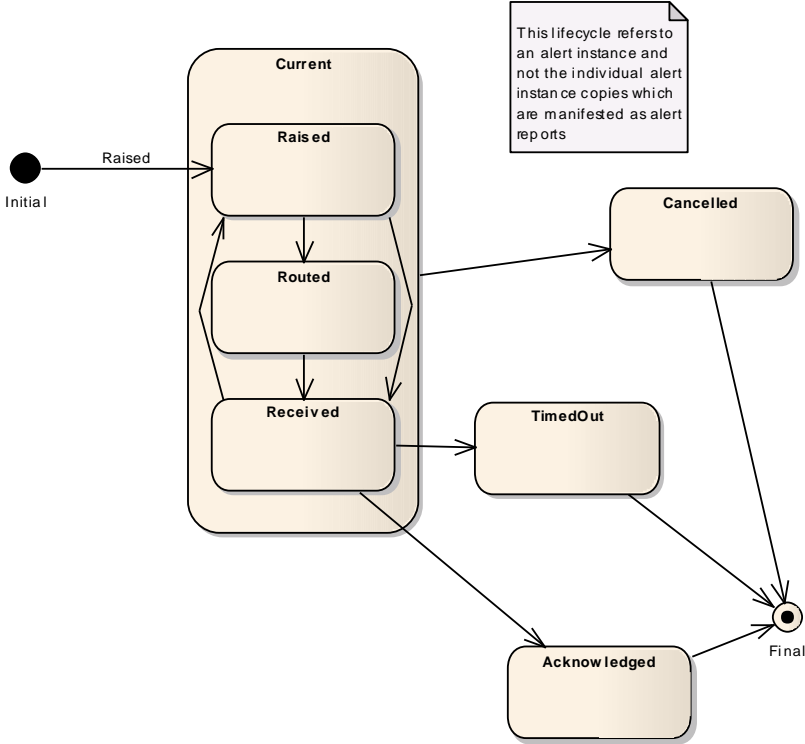 This lifecycle refers to
an alert instance and
not the individual alert
instance copies which
are manifested as alert
reports
Current
Raised
Raised
Initial
Cancelled
Routed
Received
TimedOut
Final
Acknowledged